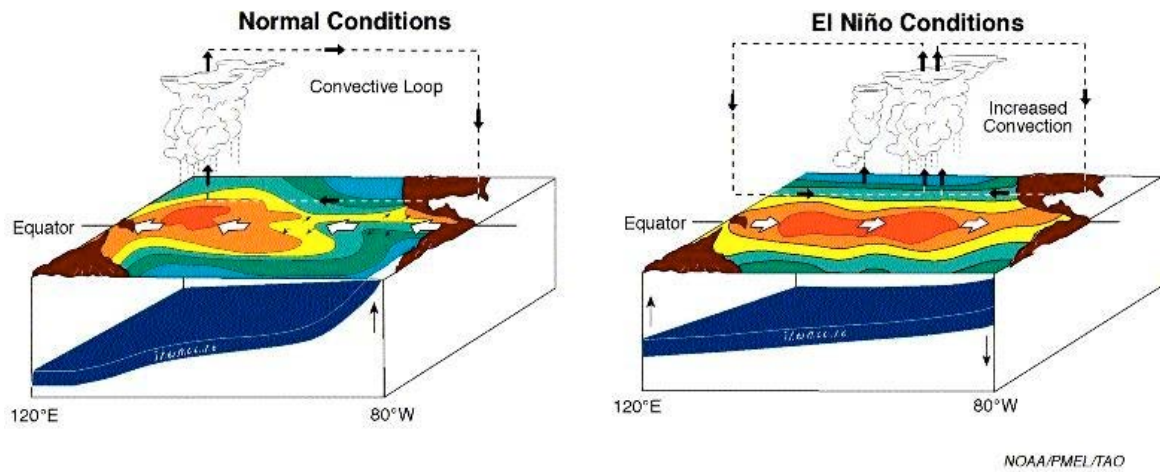 Normal Conditions
Convective Loop
Equator
120°E
80°W
El Niño Conditions
Increased
Convection
Equator
120°E
80°W
NOAA/PMEL/TAO